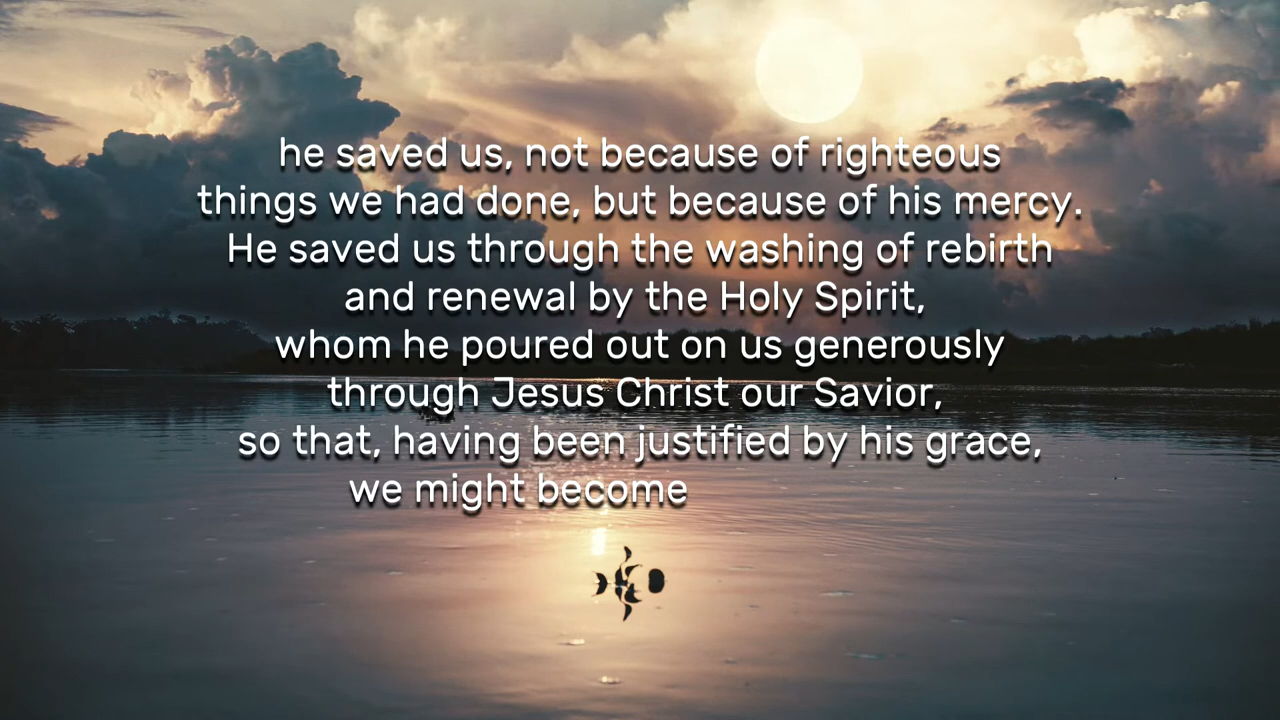 he saved us, not because of righteous
things we had done, but because of his mercy.
He saved us through the washing of rebirth
and renewal by the Holy Spirit,
whom he poured out on us generously
through Jesus Christ our Savior,
so that, having been justified by his grace,
we might become